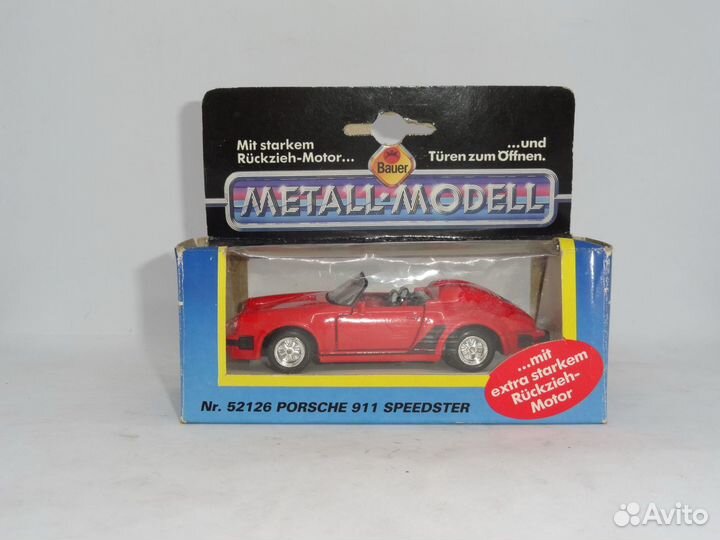 Mit starkem
Rückzieh-Motor...
...und
Türen zum Öffnen.
Bauer
METALL-MODELL
...mit
extra starkem
Rückzieh-
Motor
Nr. 52126 PORSCHE 911 SPEEDSTER
Avito